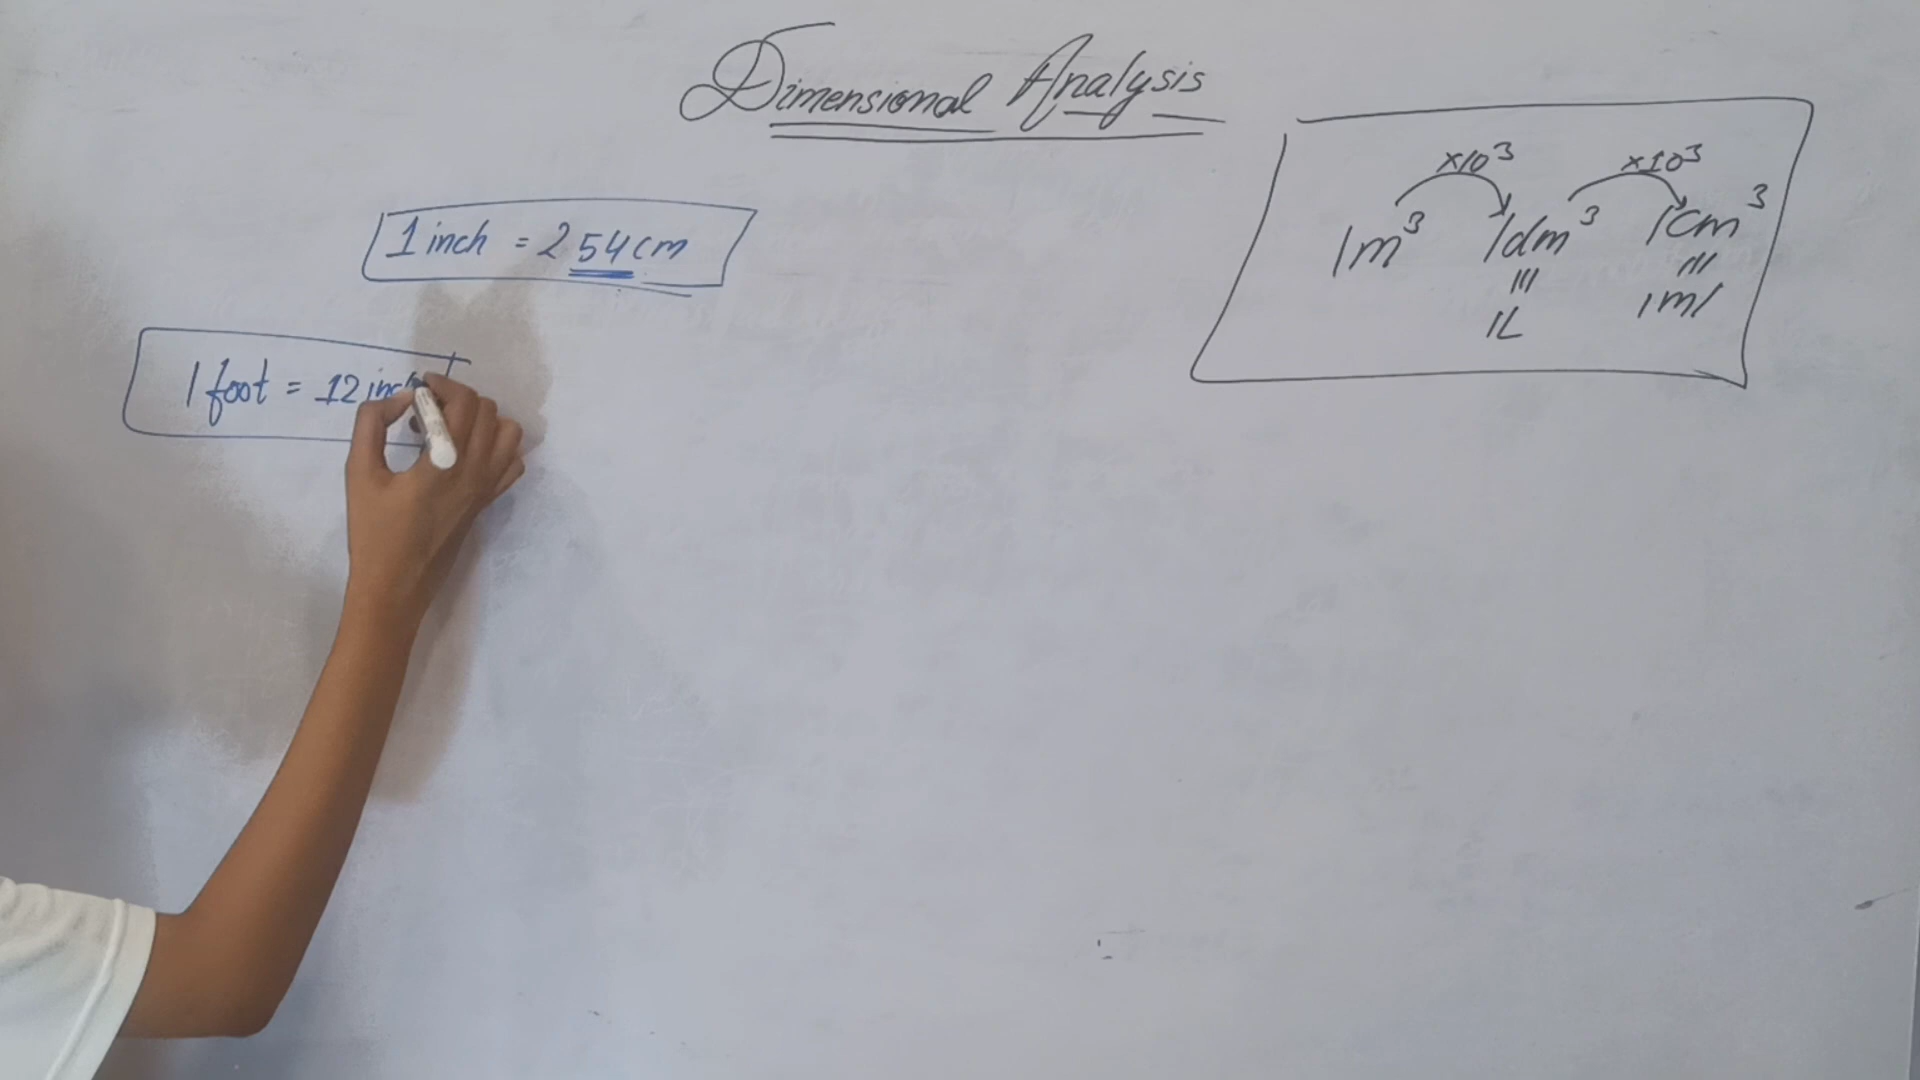 Dimensional Analysis
×10³ ×10³
1m³ 1dm³ 1cm³
||| |||
1L 1ml
1 inch = 2 54 cm
1 foot = 12 inch